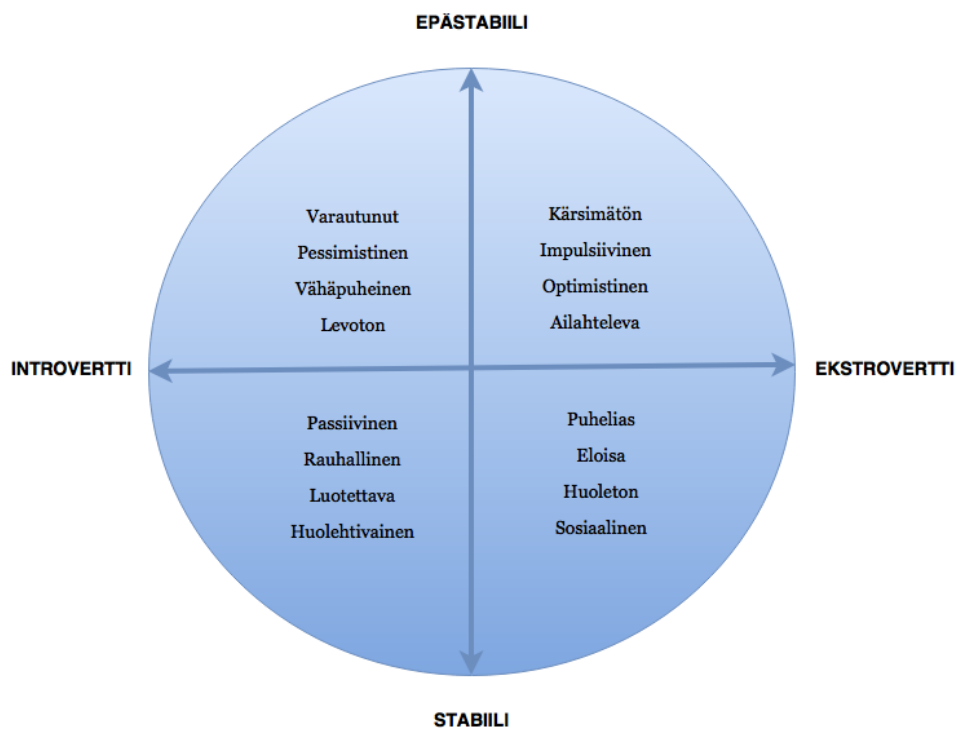 EPÄSTABIILI
Varautunut
Pessimistinen
Vähäpuheinen
Levoton
Kärsimätön
Impulsiivinen
Optimistinen
Ailahteleva
INTROVERTTI
EKSTROVERTTI
Passiivinen
Rauhallinen
Luotettava
Huolehtivainen
Puhelias
Eloisa
Huoleton
Sosiaalinen
STABIILI